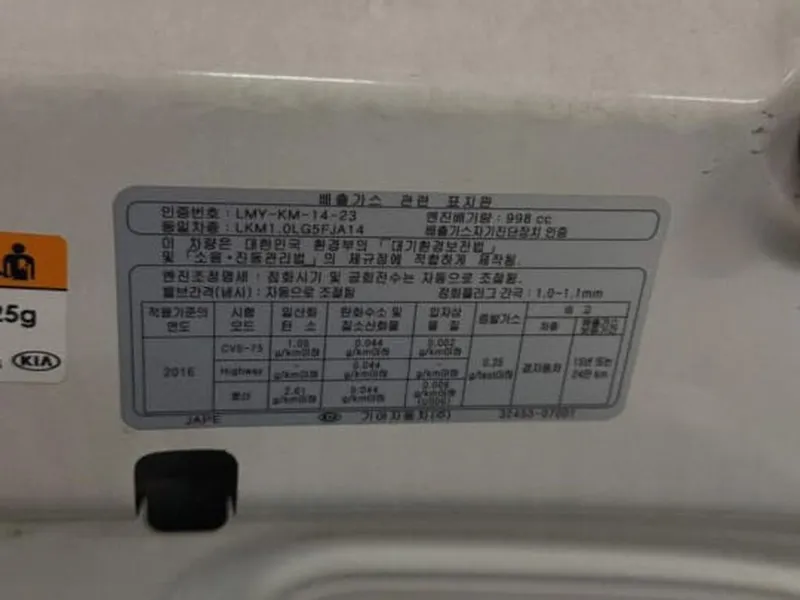 배출가스 관련 표지판
인증번호 : LMY-KM-14-23 엔진배기량 : 998 cc
동일차종 : LKM1.0LG5FJA14 배출가스자기진단장치 인증
이 차량은 대한민국 환경부의 「대기환경보전법」
및 「소음·진동관리법」의 제규정에 적합하게 제작됨.
엔진조정명세 : 점화시기 및 공회전수는 자동으로 조절됨.
밸브간격(냉시) : 자동으로 조절됨 점화플러그 간극 : 1.0~1.1mm
적용기준의 시험 일산화 탄화수소 및 입자상 증발가스 비 고
연도 모드 탄 소 질소산화물 물 질 차종 배출가스
CVS-75 1.05 0.044 0.002
g/km이하 g/km이하 g/km이하
2016 Highway - 0.044 - 0.35 경자동차 15년 또는
g/km이하 g/test이하 24만 km
2.61 0.044
g/km이하 g/km이하 g/km이하
(US06)
JAPE 기아자동차(주)
25g
KIA